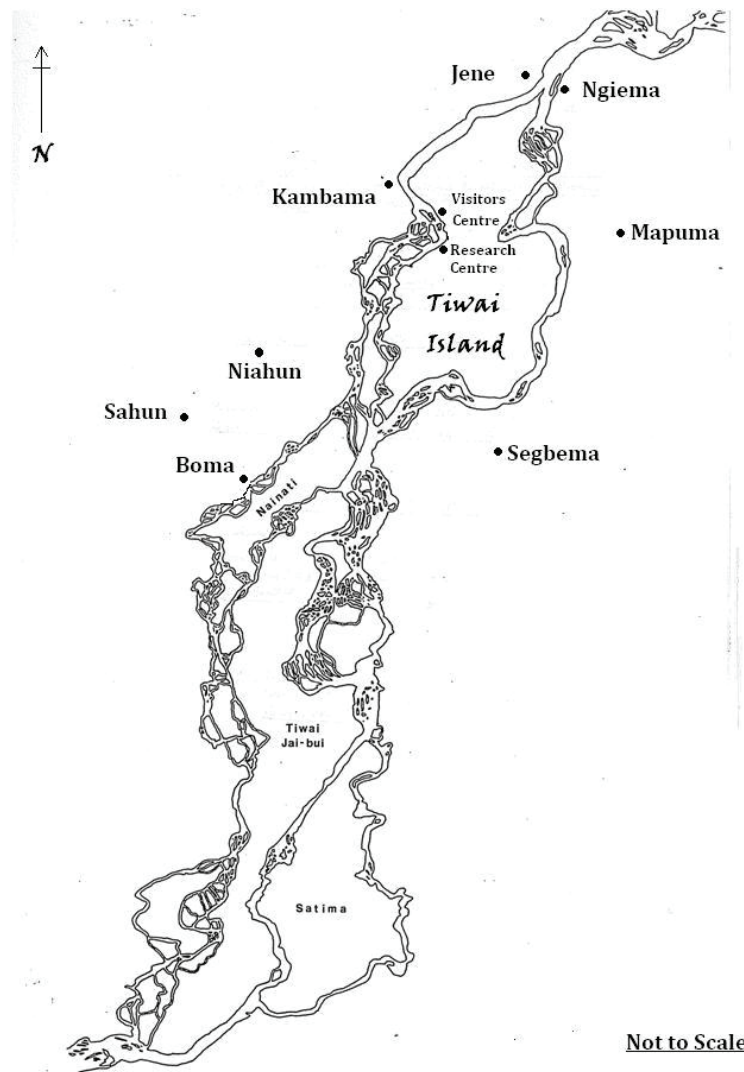 Jene
Ngiema
N
Kambama
Visitors
Centre
Mapuma
Research
Centre
Tiwai
Island
Niahun
Sahun
Boma
Segbema
Nainati
Tiwai
Jai-bui
Satima
Not to Scale